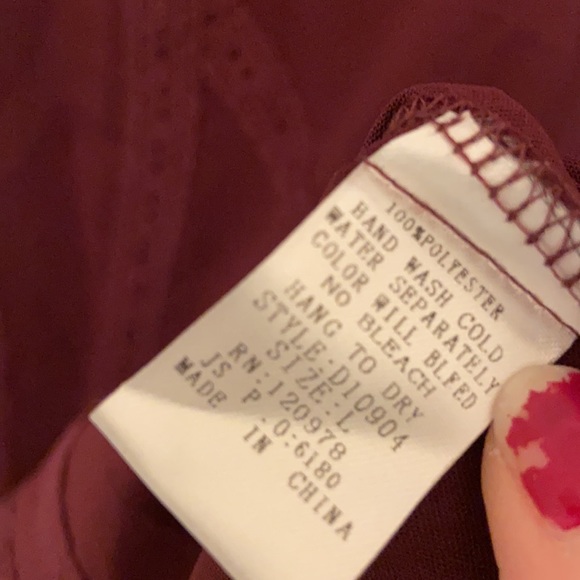 100%POLYESTER
HAND WASH COLD
WATER SEPARATELY
COLOR WILL BLFED
NO BLEACH
HANG TO DRY
STYLE:D10904
SIZE:L
RN:120978
JS P.O:6180
MADE IN CHINA